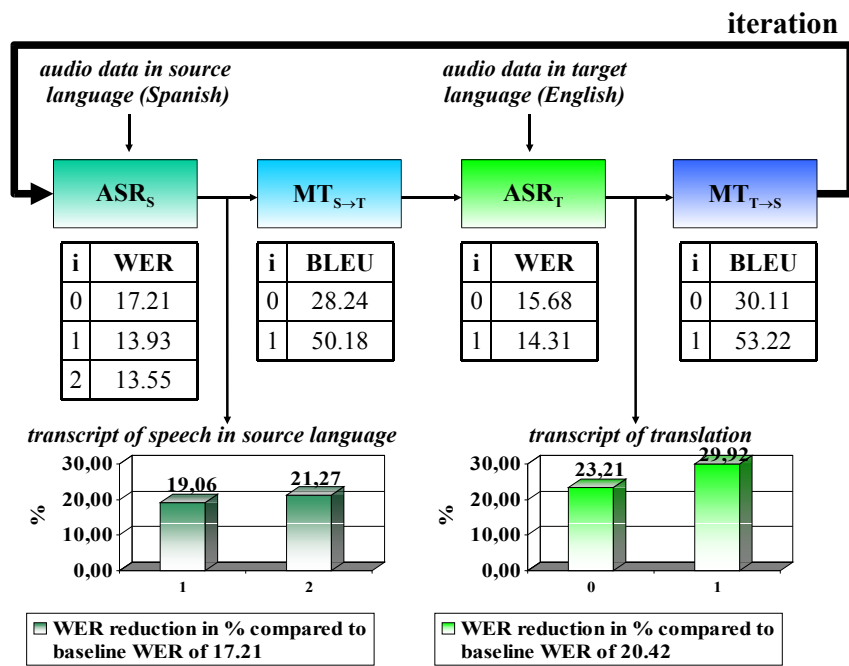 iteration
audio data in source
language (Spanish)
audio data in target
language (English)
ASR_S
MT_S→T
ASR_T
MT_T→S
i WER
0 17.21
1 13.93
2 13.55
i BLEU
0 28.24
1 50.18
i WER
0 15.68
1 14.31
i BLEU
0 30.11
1 53.22
transcript of speech in source language
30,00
20,00
10,00
0,00
%
19,06
21,27
1 2
WER reduction in % compared to
baseline WER of 17.21
transcript of translation
30,00
20,00
10,00
0,00
%
23,21
29,92
0 1
WER reduction in % compared to
baseline WER of 20.42